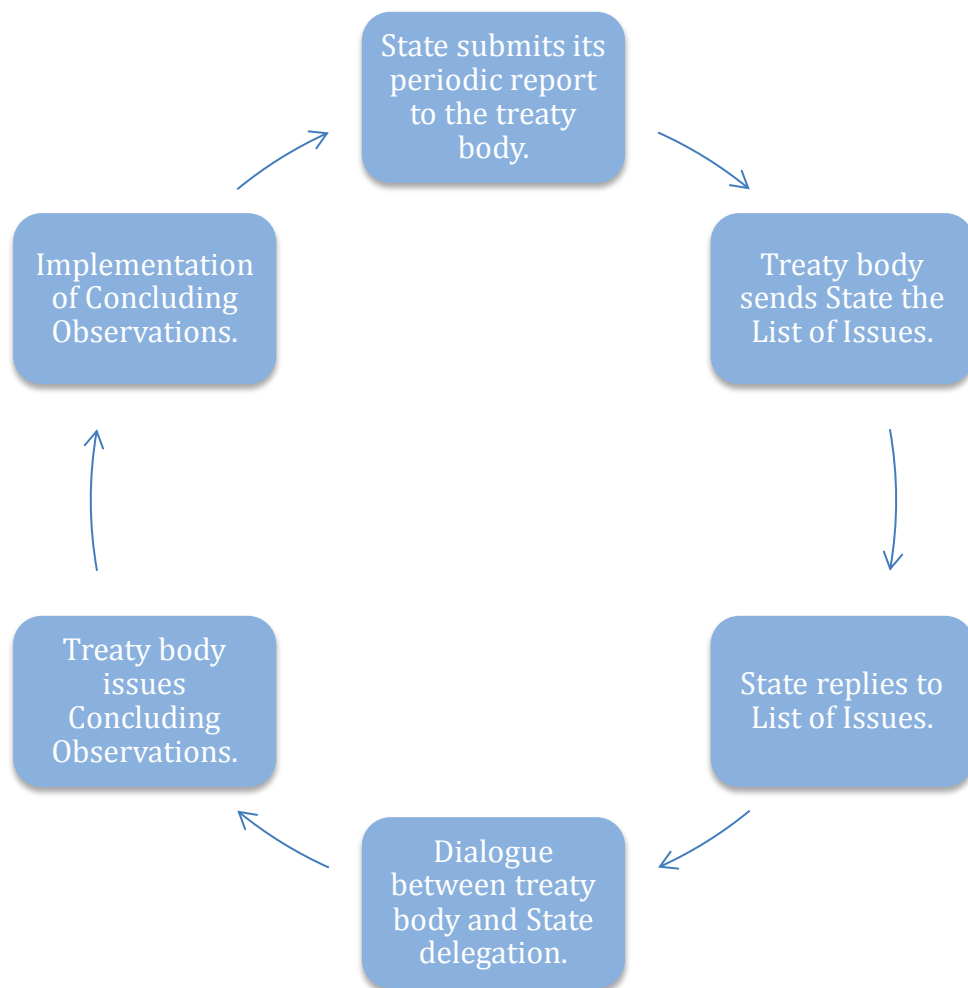 State submits its
periodic report
to the treaty
body.
Treaty body
sends State the
List of Issues.
State replies to
List of Issues.
Dialogue
between treaty
body and State
delegation.
Treaty body
issues
Concluding
Observations.
Implementation
of Concluding
Observations.